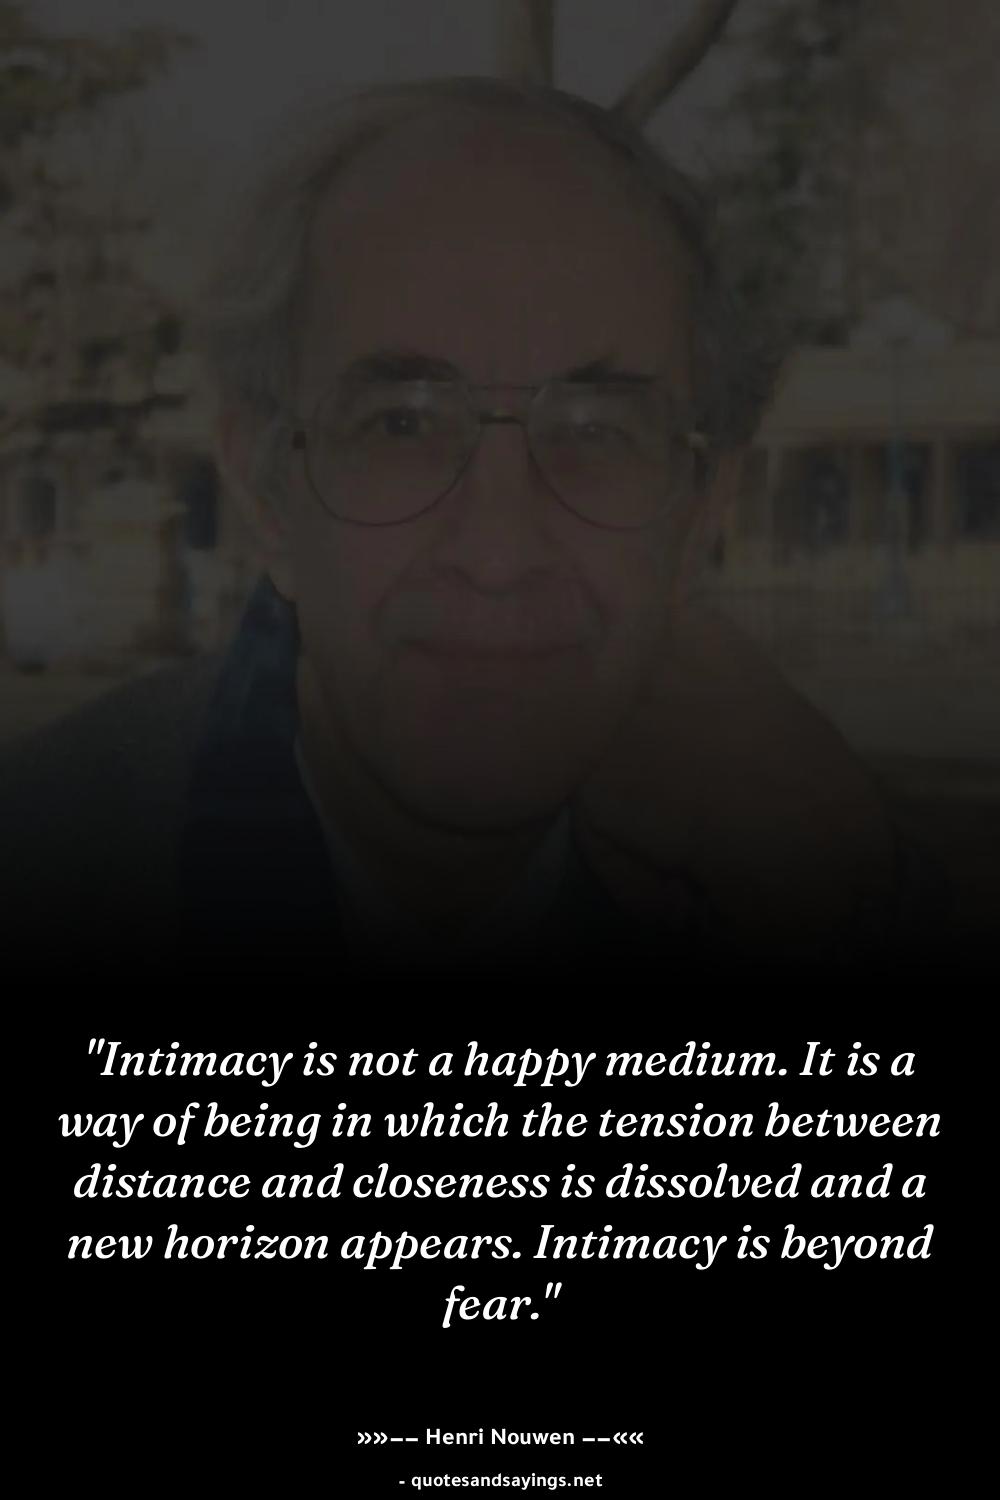 "Intimacy is not a happy medium. It is a
way of being in which the tension between
distance and closeness is dissolved and a
new horizon appears. Intimacy is beyond
fear."
»»−− Henri Nouwen −−««
- quotesandsayings.net